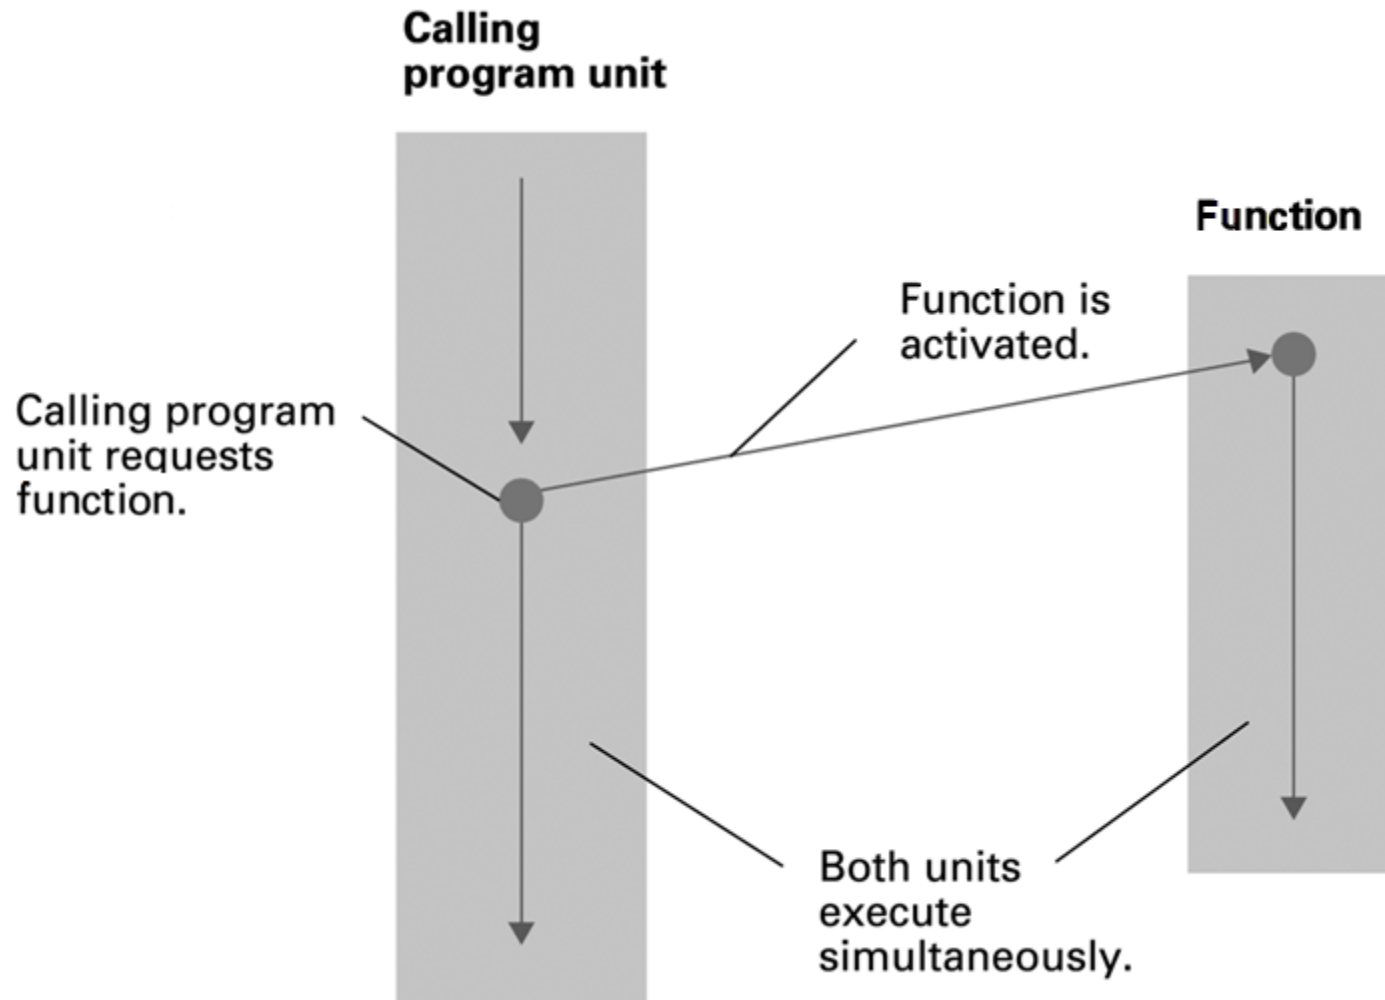 Calling
program unit
Function
Function is
activated.
Calling program
unit requests
function.
Both units
execute
simultaneously.